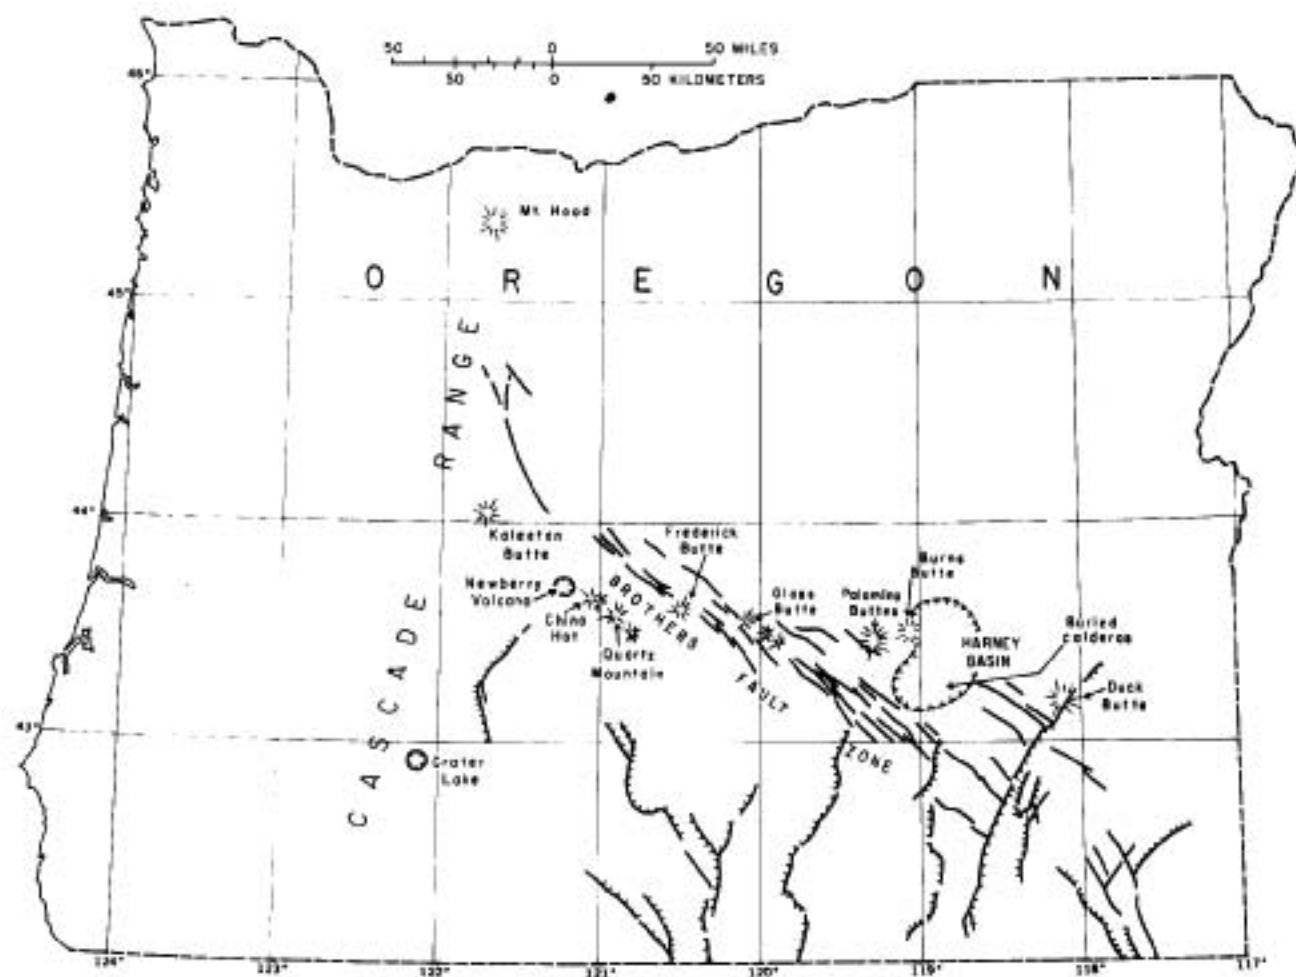 50 0 50 MILES
50 0 50 KILOMETERS
46°
Mt Hood
O R E G O N
45°
CASCADE RANGE
44°
Kaleetan
Butte
Frederick
Butte
Burns
Butte
Newberry
Volcano
China
Hat
Quartz
Mountain
BROTHERS FAULT ZONE
Glass
Butte
Palomino
Buttes
HARNEY
BASIN
Buried
calderas
Duck
Butte
43°
Crater
Lake
124° 123° 122° 121° 120° 119° 118° 117°